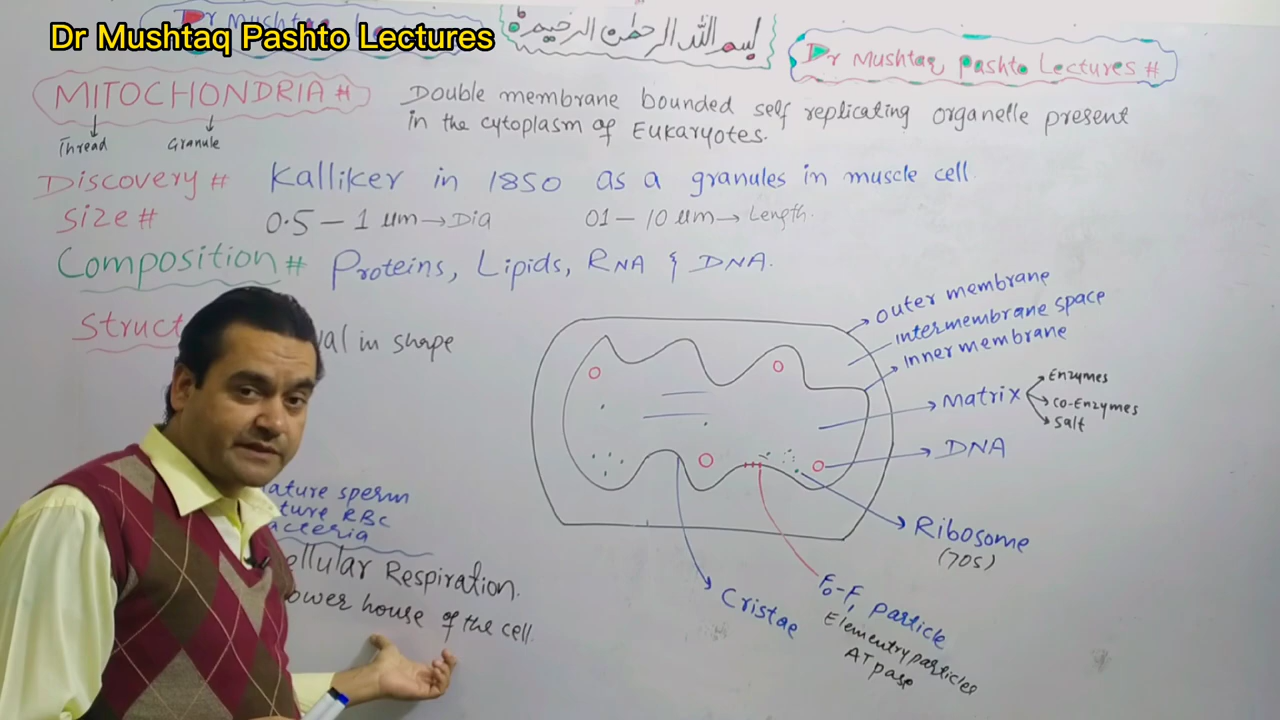 Dr Mushtaq Pashto Lectures
بسم الله الرحمن الرحيم
Dr Mushtaq Pashto Lectures #
MITOCHONDRIA #
Thread
Granule
Double membrane bounded self replicating organelle present
in the cytoplasm of Eukaryotes.
Discovery # Kalliker in 1850 as a granules in muscle cell
Size # 0.5 – 1 um → Dia 01 – 10 um → Length.
Composition # Proteins, Lipids, RNA & DNA.
Struct
val in shape
ature sperm
ture RBC
acteria
ellular Respiration.
ower house of the cell.
outer membrane
intermembrane space
inner membrane
Matrix
Enzymes
Co-Enzymes
Salt
DNA
Ribosome
(70S)
F₀-F₁ particle
Elementry particles
ATpase
Cristae